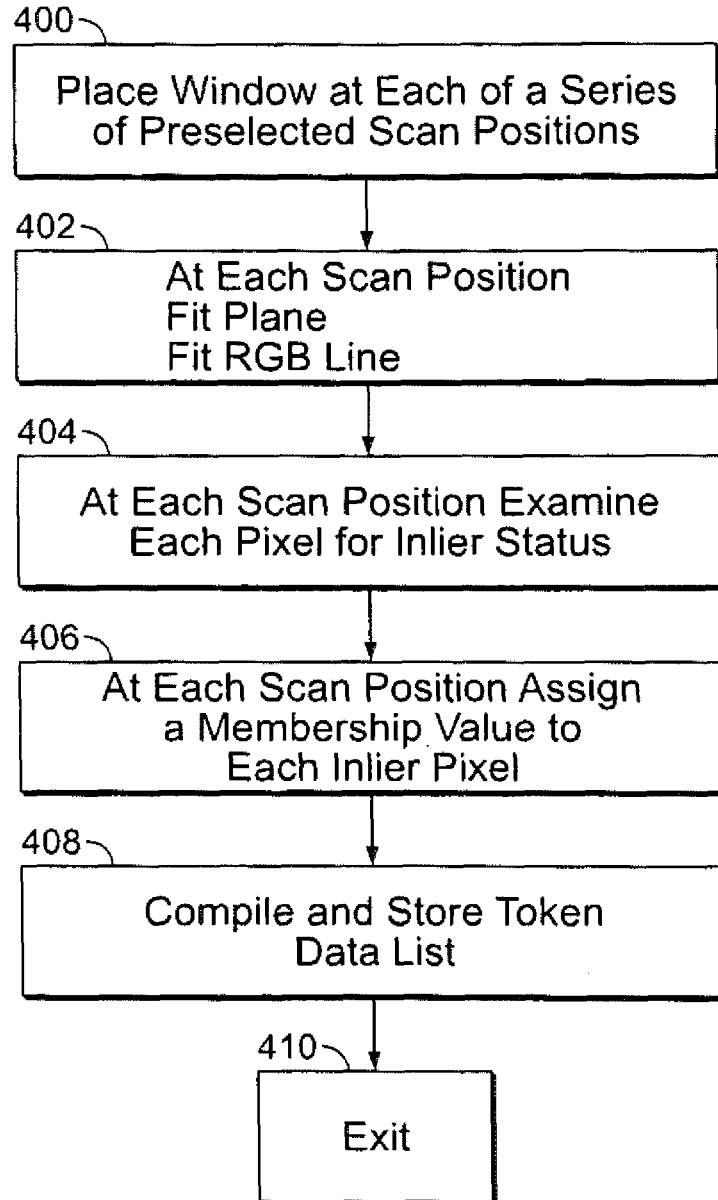 400
Place Window at Each of a Series
of Preselected Scan Positions
402
At Each Scan Position
Fit Plane
Fit RGB Line
404
At Each Scan Position Examine
Each Pixel for Inlier Status
406
At Each Scan Position Assign
a Membership Value to
Each Inlier Pixel
408
Compile and Store Token
Data List
410
Exit